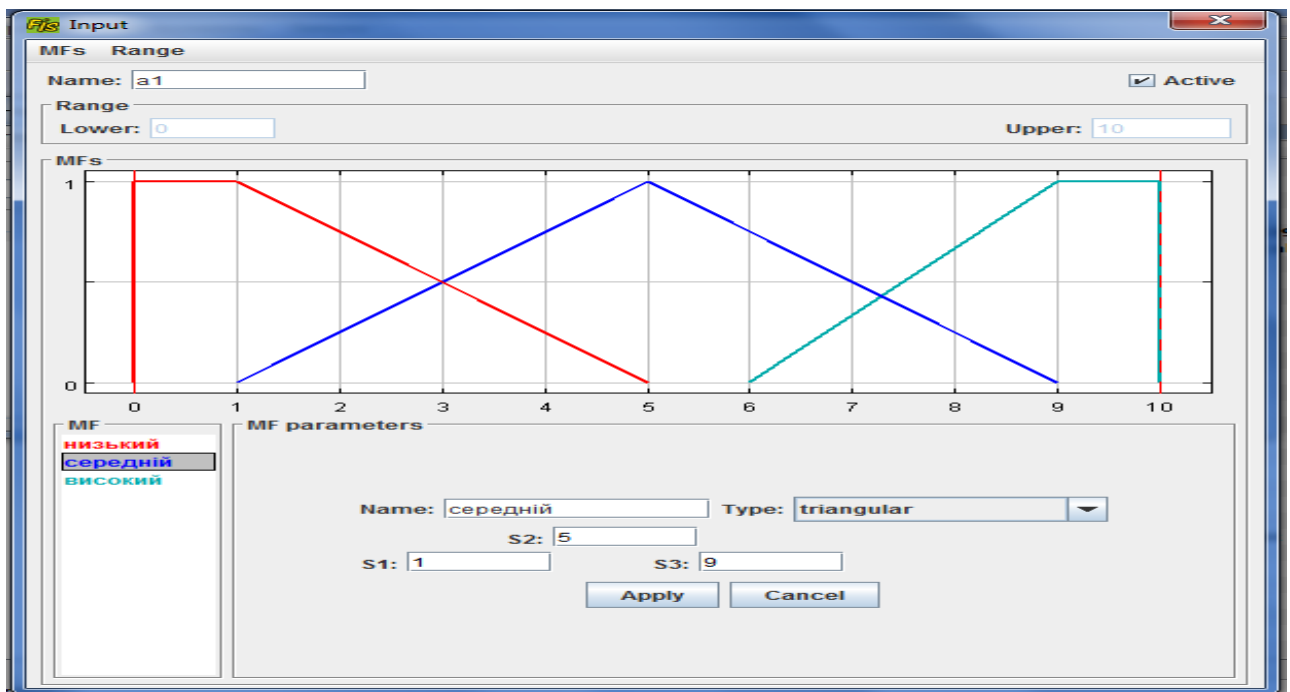 Fis Input
MFs Range
Name: a1 Active
Range
Lower: 0 Upper: 10
MFs
1
0
0 1 2 3 4 5 6 7 8 9 10
MF MF parameters
низький
середній
високий
Name: середній Type: triangular
S2: 5
S1: 1 S3: 9
Apply Cancel